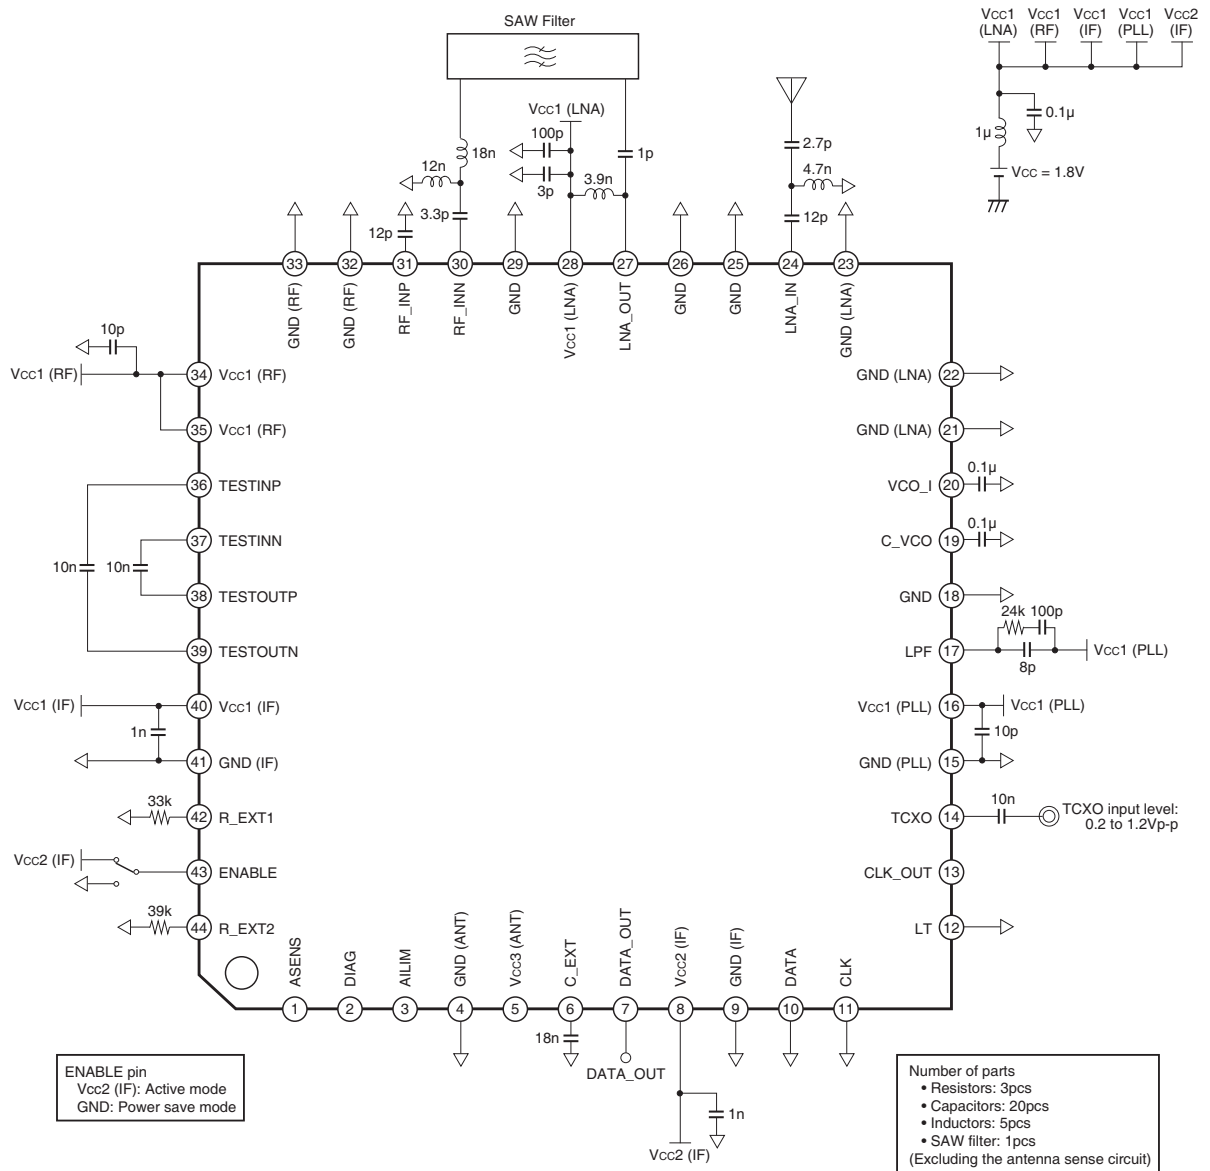 SAW Filter
Vcc1 (LNA)
Vcc1 (RF)
Vcc1 (IF)
Vcc1 (PLL)
Vcc2 (IF)
0.1µ
1µ
Vcc = 1.8V
Vcc1 (LNA)
100p
3p
18n
12n
3.3p
12p
1p
3.9n
2.7p
4.7n
12p
33 GND (RF)
32 GND (RF)
31 RF_INP
30 RF_INN
29 GND
28 Vcc1 (LNA)
27 LNA_OUT
26 GND
25 GND
24 LNA_IN
23 GND (LNA)
10p
Vcc1 (RF)
34 Vcc1 (RF)
35 Vcc1 (RF)
36 TESTINP
37 TESTINN
10n
10n
38 TESTOUTP
39 TESTOUTN
Vcc1 (IF)
40 Vcc1 (IF)
1n
41 GND (IF)
33k
42 R_EXT1
Vcc2 (IF)
43 ENABLE
39k
44 R_EXT2
GND (LNA) 22
GND (LNA) 21
VCO_I 20
0.1µ
C_VCO 19
0.1µ
GND 18
24k 100p
LPF 17
8p
Vcc1 (PLL)
Vcc1 (PLL) 16
Vcc1 (PLL)
10p
GND (PLL) 15
TCXO 14
10n
TCXO input level:
0.2 to 1.2Vp-p
CLK_OUT 13
LT 12
ASENS 1
DIAG 2
AILIM 3
GND (ANT) 4
Vcc3 (ANT) 5
C_EXT 6
DATA_OUT 7
Vcc2 (IF) 8
GND (IF) 9
DATA 10
CLK 11
18n
DATA_OUT
1n
Vcc2 (IF)
ENABLE pin
Vcc2 (IF): Active mode
GND: Power save mode
Number of parts
• Resistors: 3pcs
• Capacitors: 20pcs
• Inductors: 5pcs
• SAW filter: 1pcs
(Excluding the antenna sense circuit)